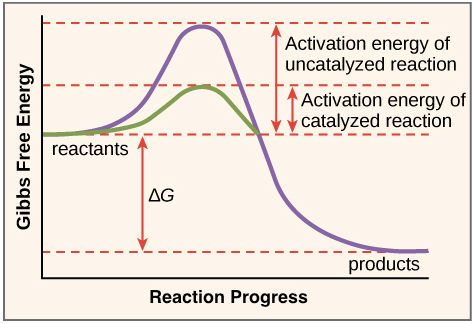 Gibbs Free Energy
Activation energy of
uncatalyzed reaction
Activation energy of
catalyzed reaction
reactants
ΔG
products
Reaction Progress